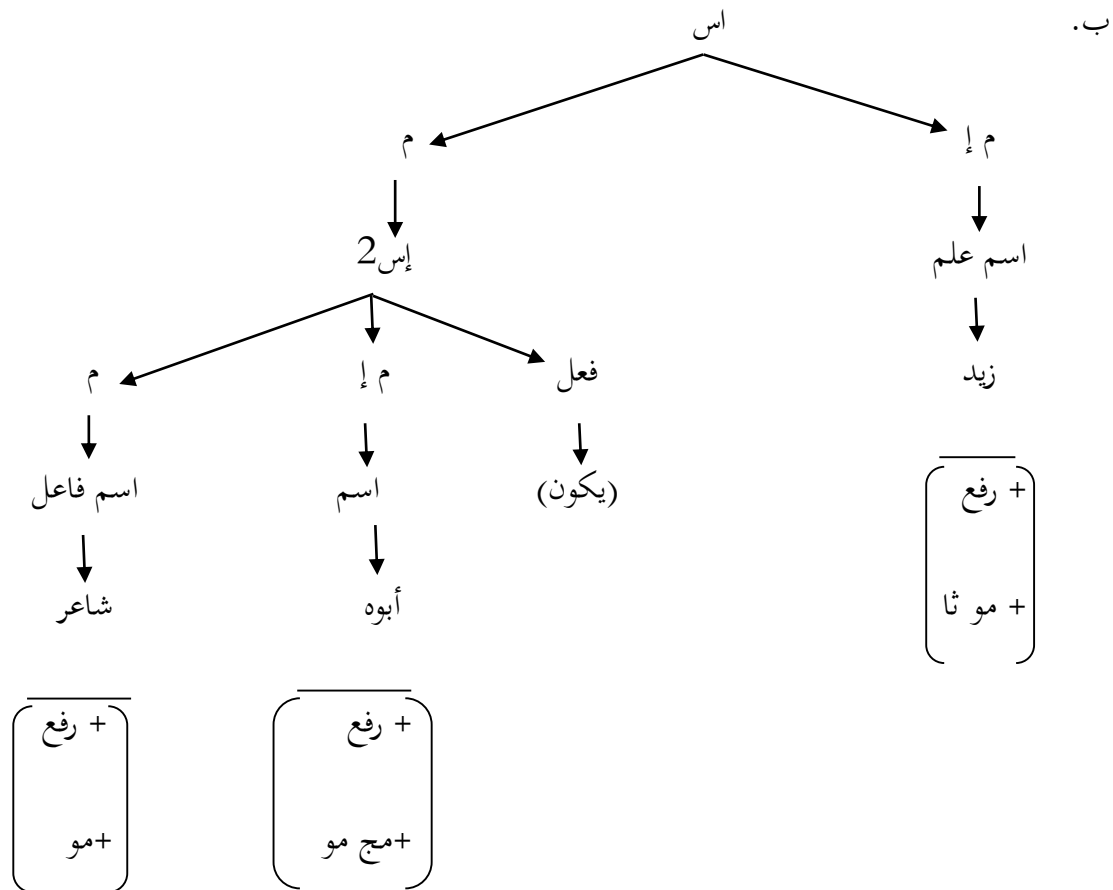 ب.
اس
م إ
م
اسم علم
إس2
زيد
فعل
م إ
م
(يكون)
اسم
اسم فاعل
+ رفع
+ مو ثا
أبوه
شاعر
+ رفع
+مج مو
+ رفع
+مو